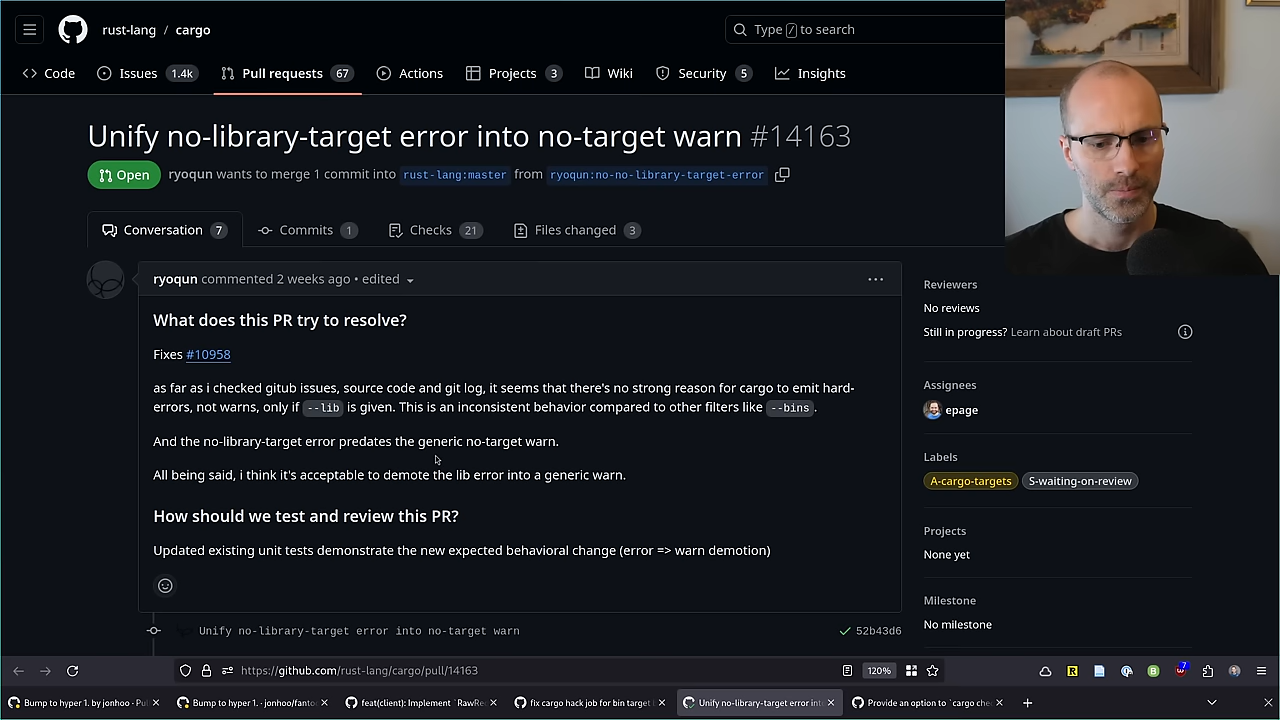 rust-lang / cargo
Type / to search
Code
Issues 1.4k
Pull requests 67
Actions
Projects 3
Wiki
Security 5
Insights
Unify no-library-target error into no-target warn #14163
Open
ryoqun wants to merge 1 commit into rust-lang:master from ryoqun:no-no-library-target-error
Conversation 7
Commits 1
Checks 21
Files changed 3
ryoqun commented 2 weeks ago • edited
What does this PR try to resolve?
Fixes #10958
as far as i checked gitub issues, source code and git log, it seems that there's no strong reason for cargo to emit hard-
errors, not warns, only if --lib is given. This is an inconsistent behavior compared to other filters like --bins.
And the no-library-target error predates the generic no-target warn.
All being said, i think it's acceptable to demote the lib error into a generic warn.
How should we test and review this PR?
Updated existing unit tests demonstrate the new expected behavioral change (error => warn demotion)
Unify no-library-target error into no-target warn
52b43d6
Reviewers
No reviews
Still in progress? Learn about draft PRs
Assignees
epage
Labels
A-cargo-targets S-waiting-on-review
Projects
None yet
Milestone
No milestone
https://github.com/rust-lang/cargo/pull/14163
120%
7
Bump to hyper 1. by jonhoo · Pul
Bump to hyper 1. · jonhoo/fanto
feat(client): Implement `RawRe
fix cargo hack job for bin target
Unify no-library-target error into
Provide an option to `cargo che